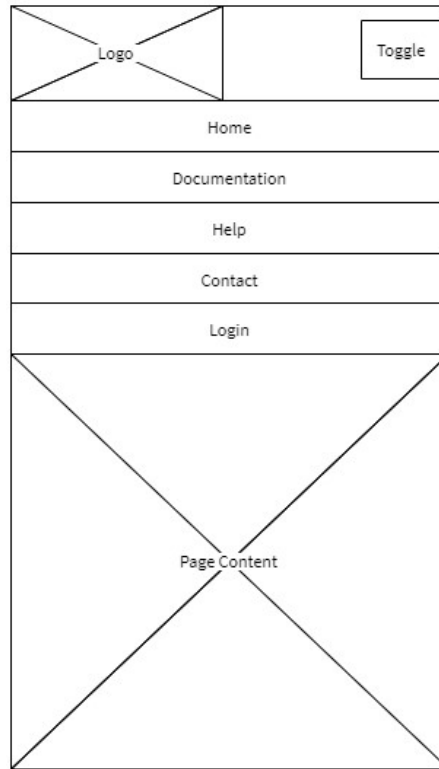 Logo
Toggle
Home
Documentation
Help
Contact
Login
Page Content